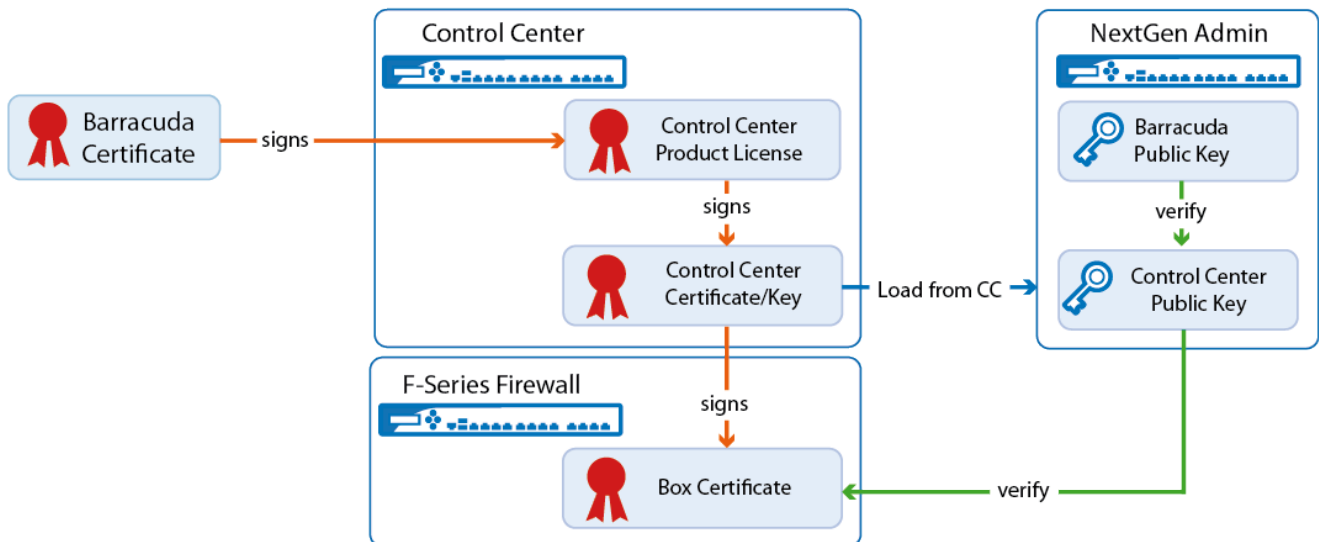 Control Center
NextGen Admin
Barracuda
Certificate
signs
Control Center
Product License
Barracuda
Public Key
signs
verify
Control Center
Certificate/Key
Load from CC
Control Center
Public Key
F-Series Firewall
signs
Box Certificate
verify